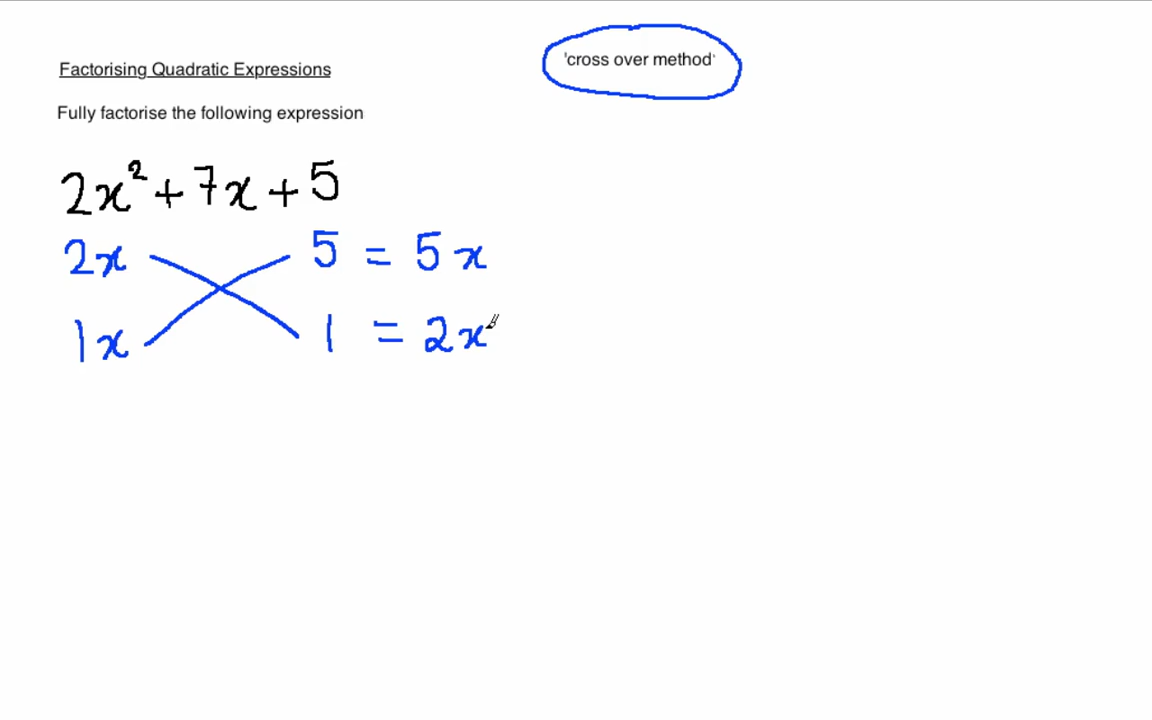 'cross over method'
Factorising Quadratic Expressions
Fully factorise the following expression
2x² + 7x + 5
2x 5 = 5x
1x 1 = 2x